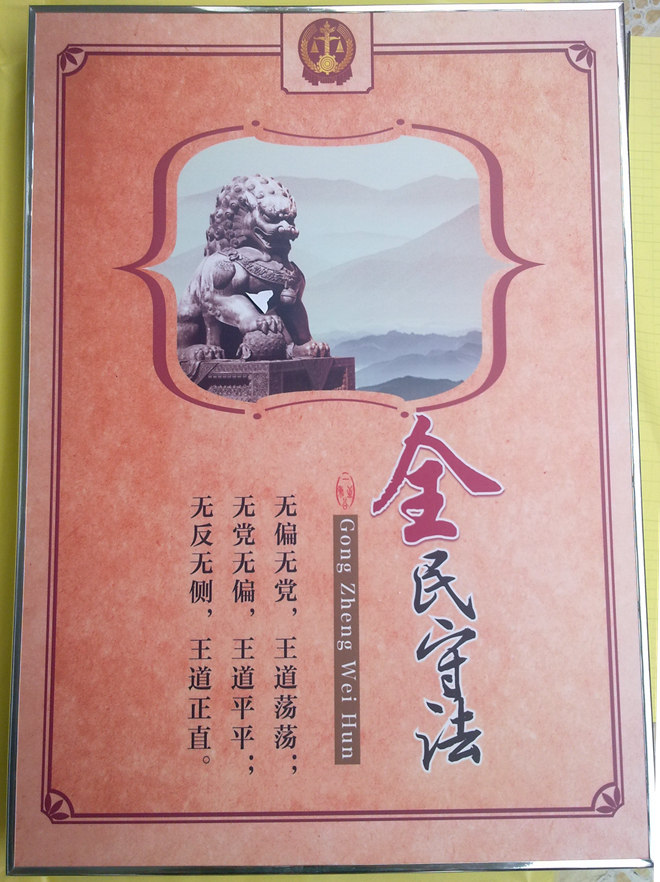 全民守法
Gong Zheng Wei Hun
无偏无党，王道荡荡；
无党无偏，王道平平；
无反无侧，王道正直。